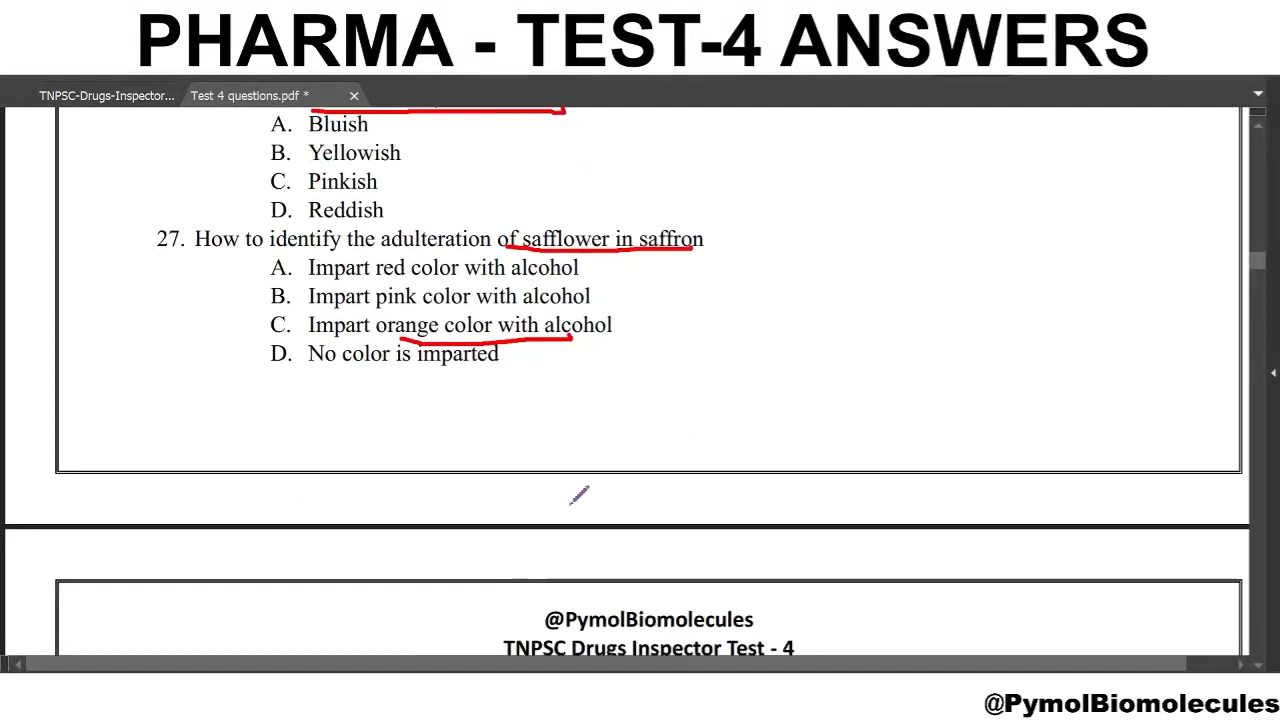 PHARMA - TEST-4 ANSWERS
TNPSC-Drugs-Inspector... Test 4 questions.pdf *
A. Bluish
B. Yellowish
C. Pinkish
D. Reddish
27. How to identify the adulteration of safflower in saffron
A. Impart red color with alcohol
B. Impart pink color with alcohol
C. Impart orange color with alcohol
D. No color is imparted
@PymolBiomolecules
TNPSC Drugs Inspector Test - 4
@PymolBiomolecules